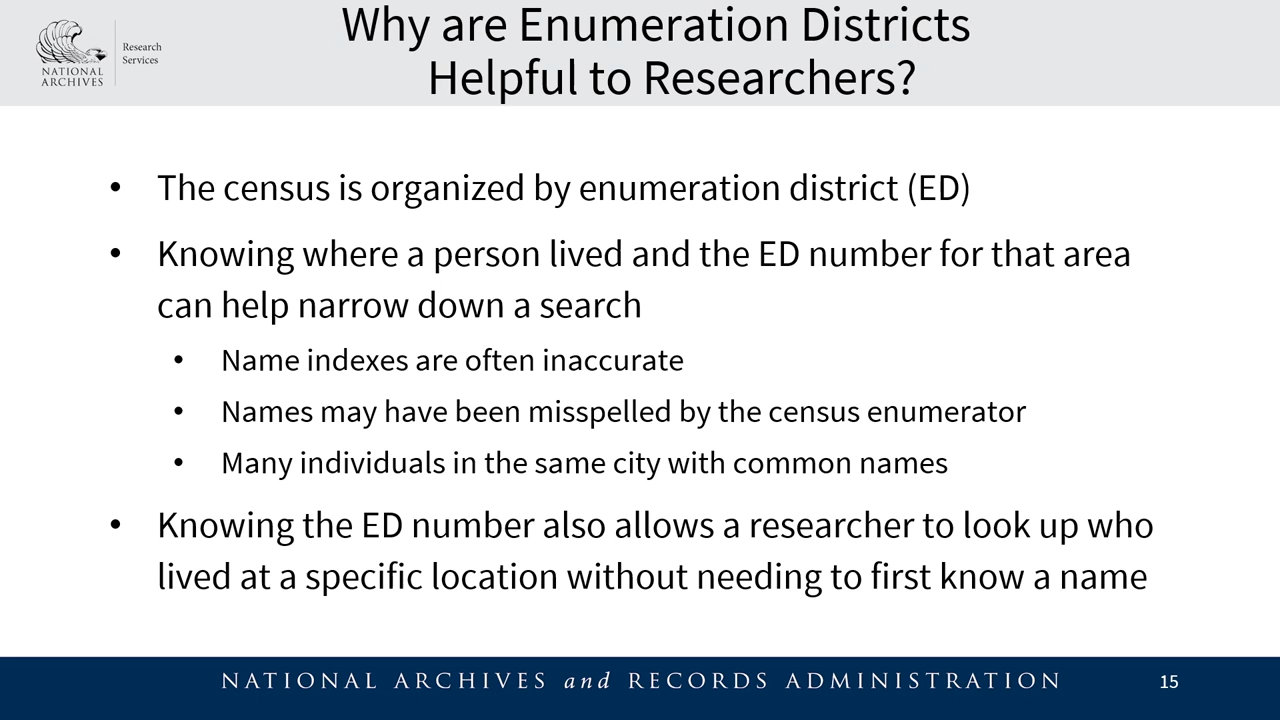 NATIONAL
ARCHIVES
Research
Services
Why are Enumeration Districts
Helpful to Researchers?
• The census is organized by enumeration district (ED)
• Knowing where a person lived and the ED number for that area
can help narrow down a search
• Name indexes are often inaccurate
• Names may have been misspelled by the census enumerator
• Many individuals in the same city with common names
• Knowing the ED number also allows a researcher to look up who
lived at a specific location without needing to first know a name
NATIONAL ARCHIVES and RECORDS ADMINISTRATION
15